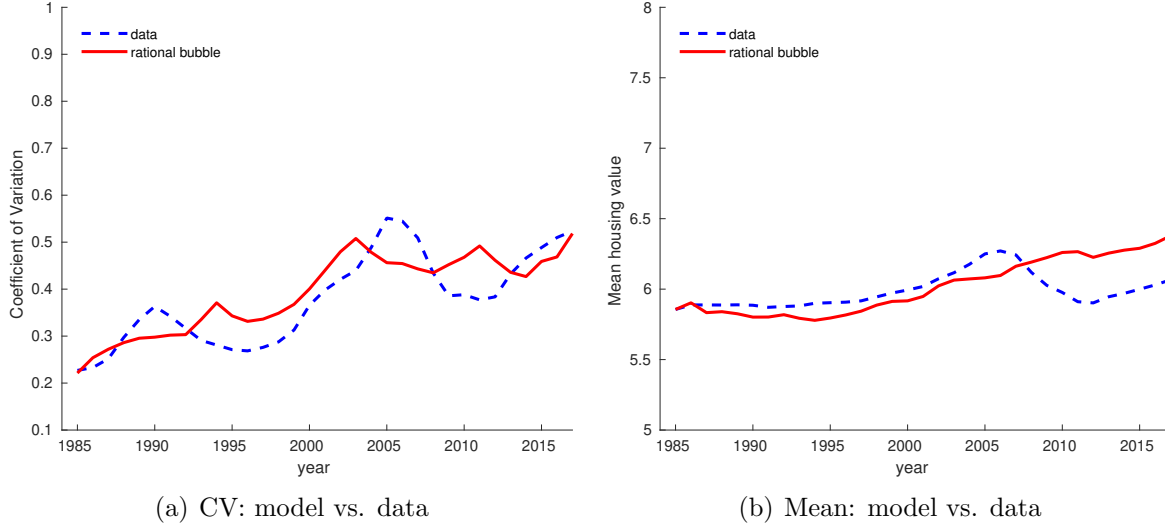 1
0.9
0.8
0.7
0.6
0.5
0.4
0.3
0.2
0.1
Coefficient of Variation
data
rational bubble
1985 1990 1995 2000 2005 2010 2015
year
(a) CV: model vs. data
8
7.5
7
6.5
6
5.5
5
Mean housing value
data
rational bubble
1985 1990 1995 2000 2005 2010 2015
year
(b) Mean: model vs. data